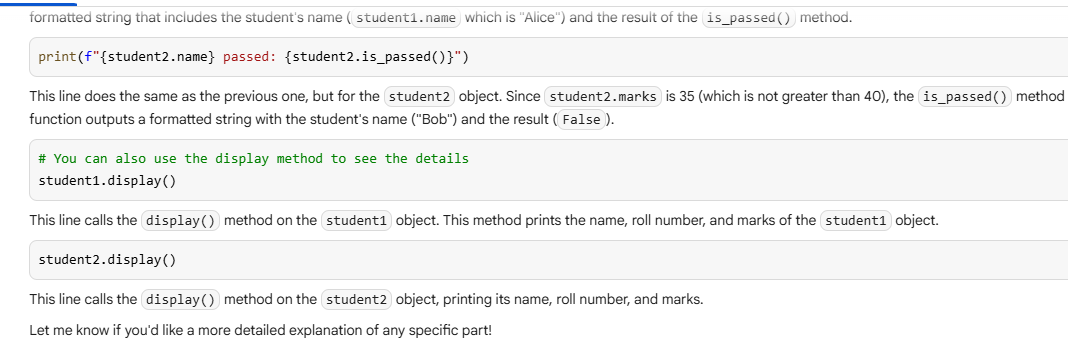 formatted string that includes the student's name ( student1.name which is "Alice") and the result of the is_passed() method.
print(f"{student2.name} passed: {student2.is_passed()}")
This line does the same as the previous one, but for the student2 object. Since student2.marks is 35 (which is not greater than 40), the is_passed() method
function outputs a formatted string with the student's name ("Bob") and the result ( False ).
# You can also use the display method to see the details
student1.display()
This line calls the display() method on the student1 object. This method prints the name, roll number, and marks of the student1 object.
student2.display()
This line calls the display() method on the student2 object, printing its name, roll number, and marks.
Let me know if you'd like a more detailed explanation of any specific part!